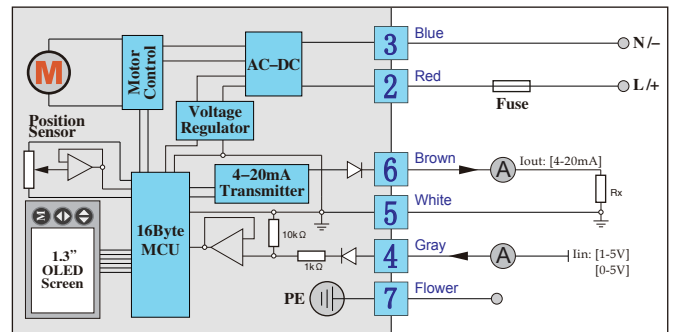 M
Motor
Control
AC-DC
3
Blue
N/-
2
Red
L/+
Fuse
Voltage
Regulator
Position
Sensor
4-20mA
Transmitter
6
Brown
A
Iout: [4-20mA]
Rx
5
White
16Byte
MCU
10kΩ
1kΩ
4
Gray
A
Iin: [1-5V]
[0-5V]
M
1.3”
OLED
Screen
PE
7
Flower